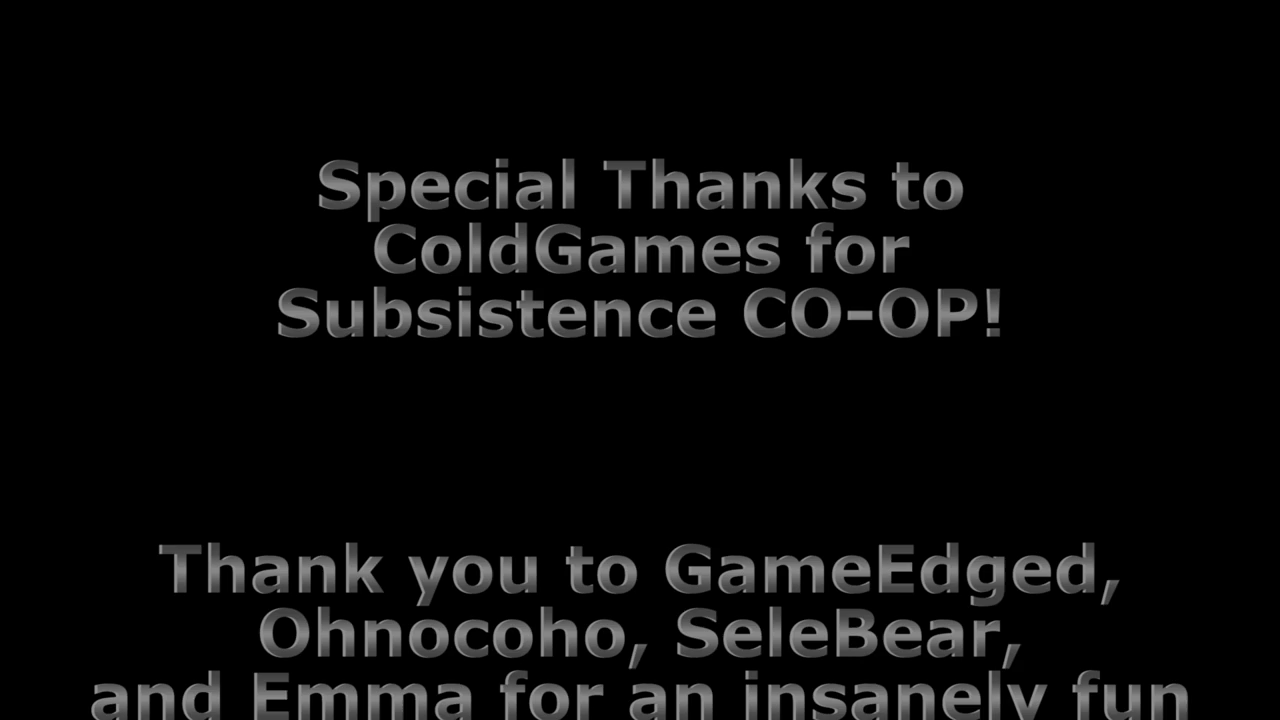 Special Thanks to
ColdGames for
Subsistence CO-OP!
Thank you to GameEdged,
Ohnocoho, SeleBear,
and Emma for an insanely fun